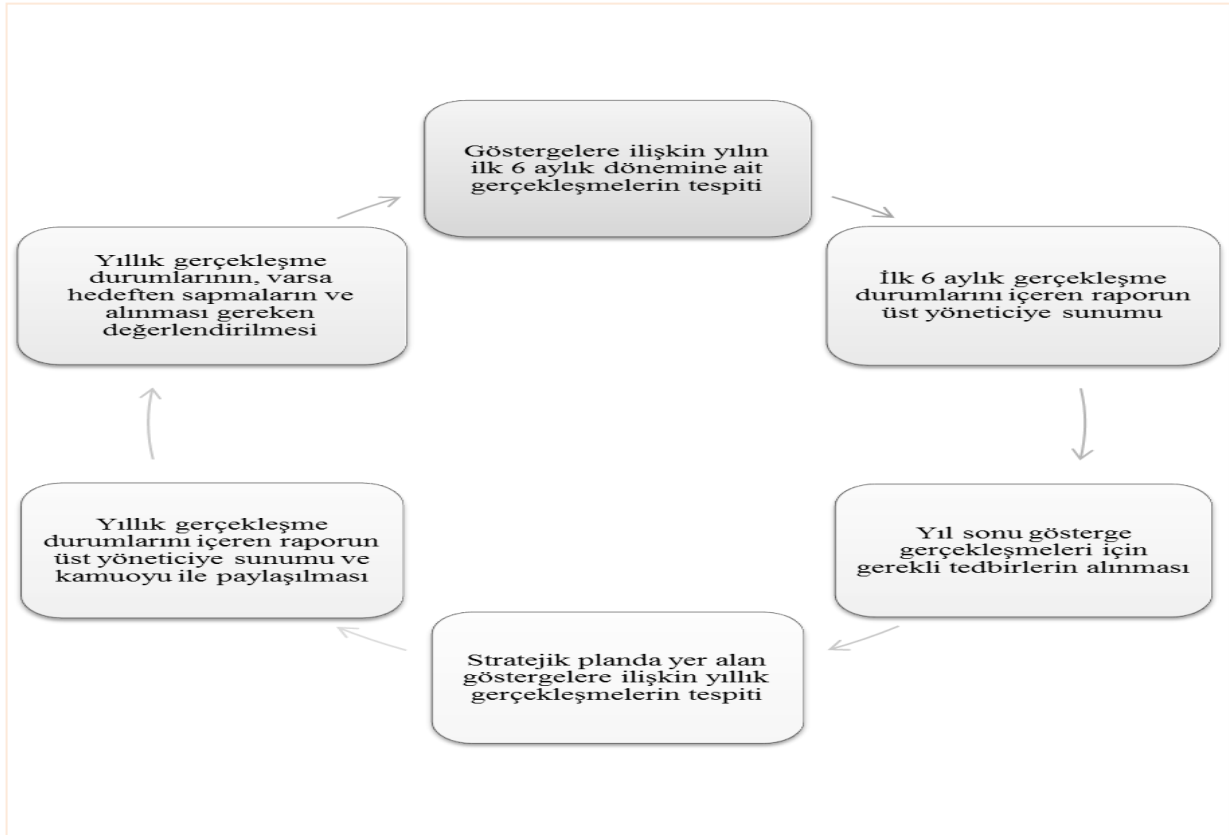 Göstergelere ilişkin yılın
ilk 6 aylık dönemine ait
gerçekleşmelerin tespiti
İlk 6 aylık gerçekleşme
durumlarını içeren raporun
üst yöneticiye sunumu
Yıl sonu gösterge
gerçekleşmeleri için
gerekli tedbirlerin alınması
Stratejik planda yer alan
göstergelere ilişkin yıllık
gerçekleşmelerin tespiti
Yıllık gerçekleşme
durumlarını içeren raporun
üst yöneticiye sunumu ve
kamuoyu ile paylaşılması
Yıllık gerçekleşme
durumlarının, varsa
hedeften sapmaların ve
alınması gereken
değerlendirilmesi